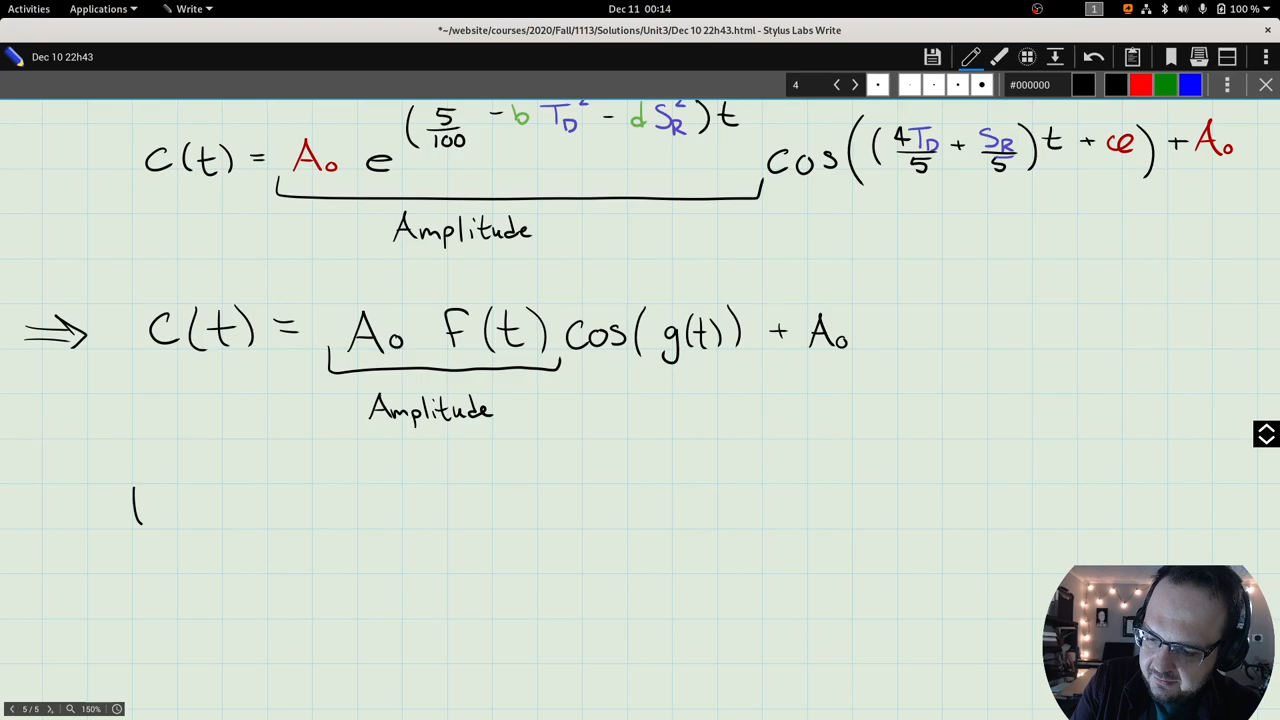 Activities Applications Write Dec 11 00:14 1 100 %
*~/website/courses/2020/Fall/1113/Solutions/Unit3/Dec 10 22h43.html - Stylus Labs Write
Dec 10 22h43
4 #000000
C(t) = A₀ e^((5/100 - b T_D² - d S_R²)t) cos((4T_D/5 + S_R/5)t + φ) + A₀
Amplitude
⇒ C(t) = A₀ F(t) cos(g(t)) + A₀
Amplitude
5/5 150%